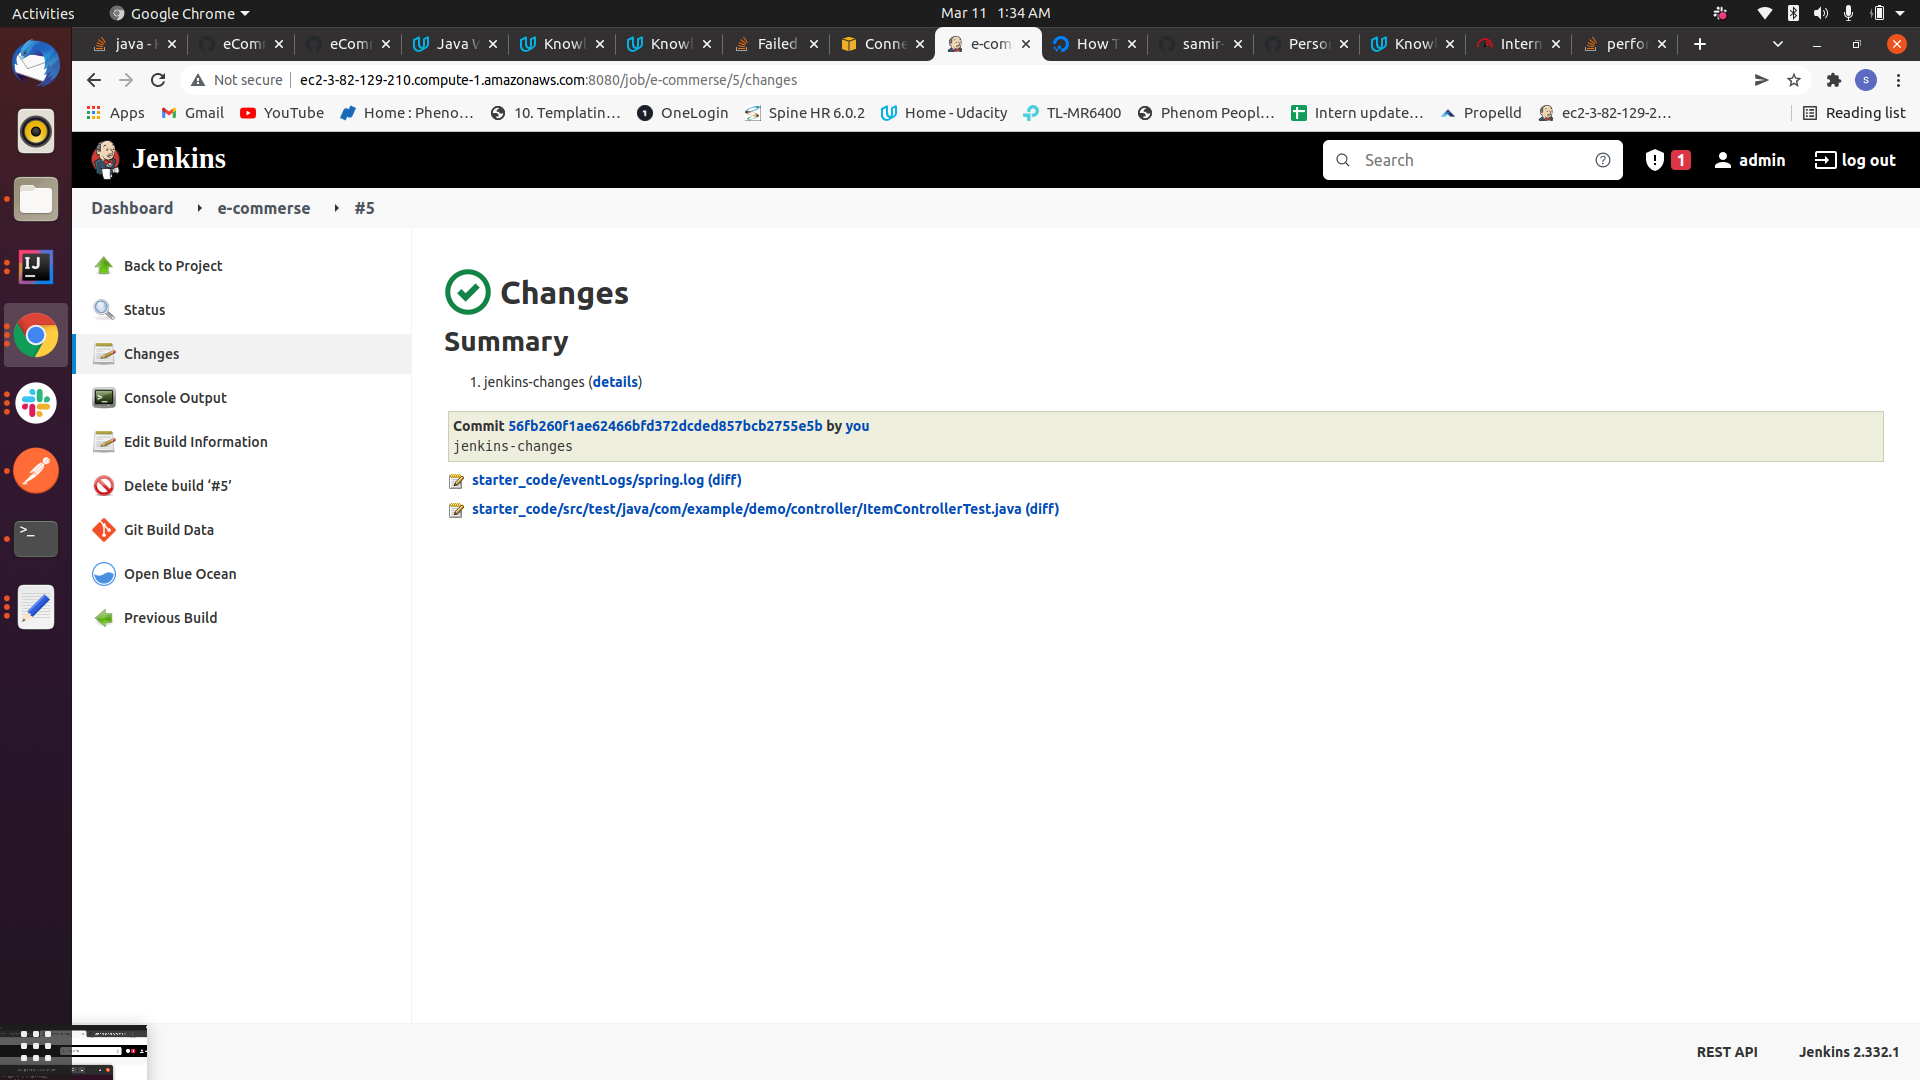 Activities Google Chrome Mar 11 1:34 AM
java - eComm eComm Java W Knowl Knowl Failed Conne e-com How T samir- Perso Knowl Intern perfor
Not secure ec2-3-82-129-210.compute-1.amazonaws.com:8080/job/e-commerse/5/changes S
Apps Gmail YouTube Home : Pheno… 10. Templatin… OneLogin Spine HR 6.0.2 Home - Udacity TL-MR6400 Phenom Peopl… Intern update… Propelld ec2-3-82-129-2… Reading list
Jenkins Search 1 admin log out
Dashboard e-commerse #5
Back to Project
Status
Changes
Console Output
Edit Build Information
Delete build ‘#5’
Git Build Data
Open Blue Ocean
Previous Build
Changes
Summary
1. jenkins-changes (details)
Commit 56fb260f1ae62466bfd372dcded857bcb2755e5b by you
jenkins-changes
starter_code/eventLogs/spring.log (diff)
starter_code/src/test/java/com/example/demo/controller/ItemControllerTest.java (diff)
REST API Jenkins 2.332.1